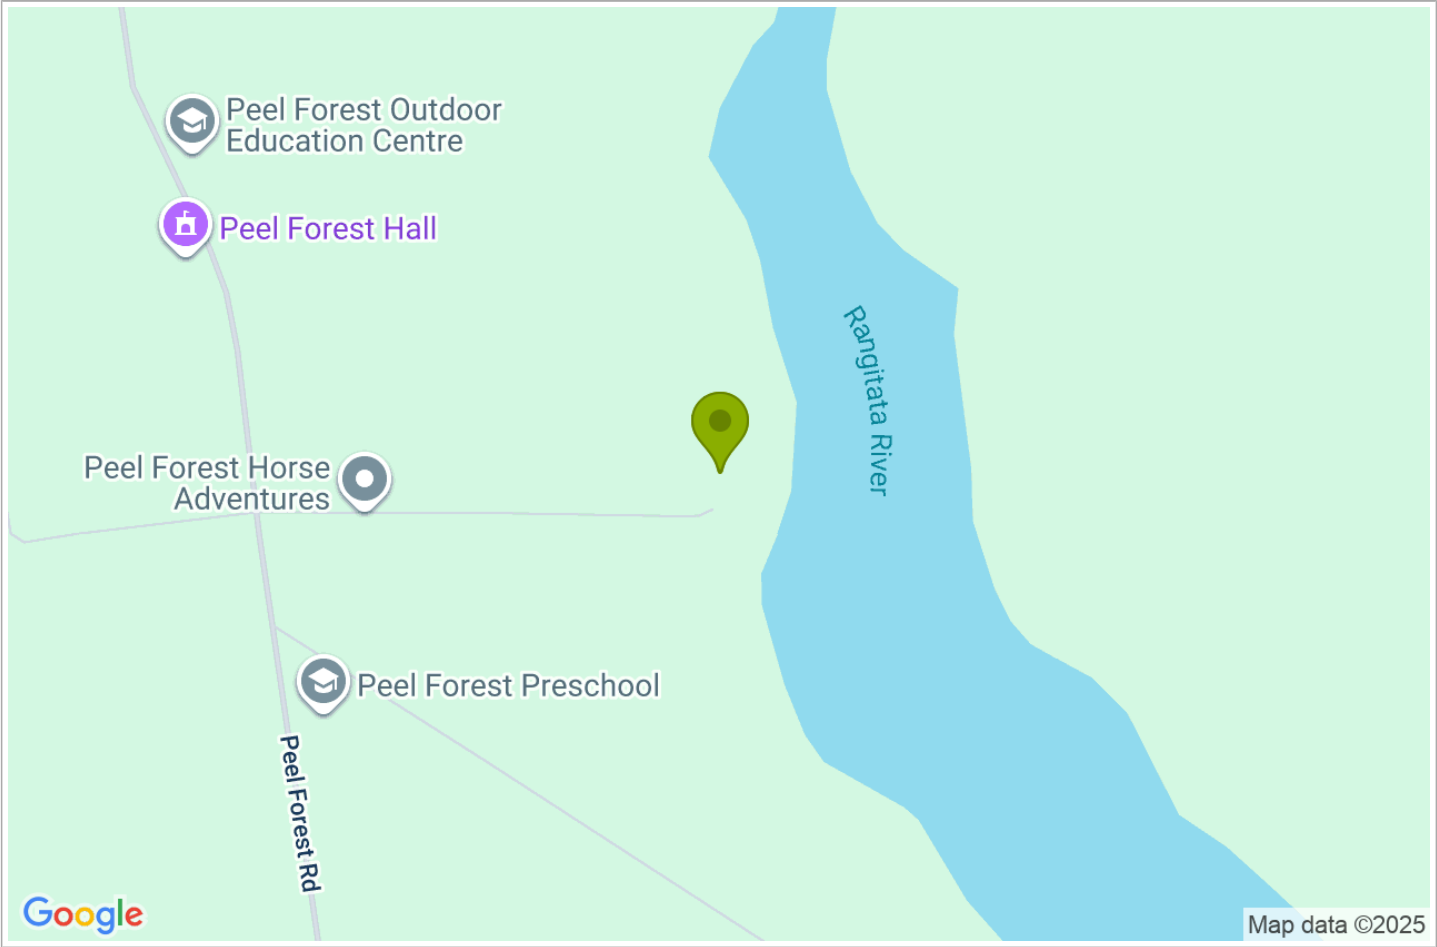 Peel Forest Outdoor
Education Centre
Peel Forest Hall
Rangitata River
Peel Forest Horse
Adventures
Peel Forest Preschool
Peel Forest Rd
Google
Map data ©2025